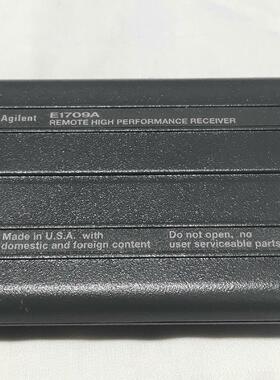 Agilent E1709A
REMOTE HIGH PERFORMANCE RECEIVER
Made in U.S.A. with Do not open, no
domestic and foreign content user serviceable parts